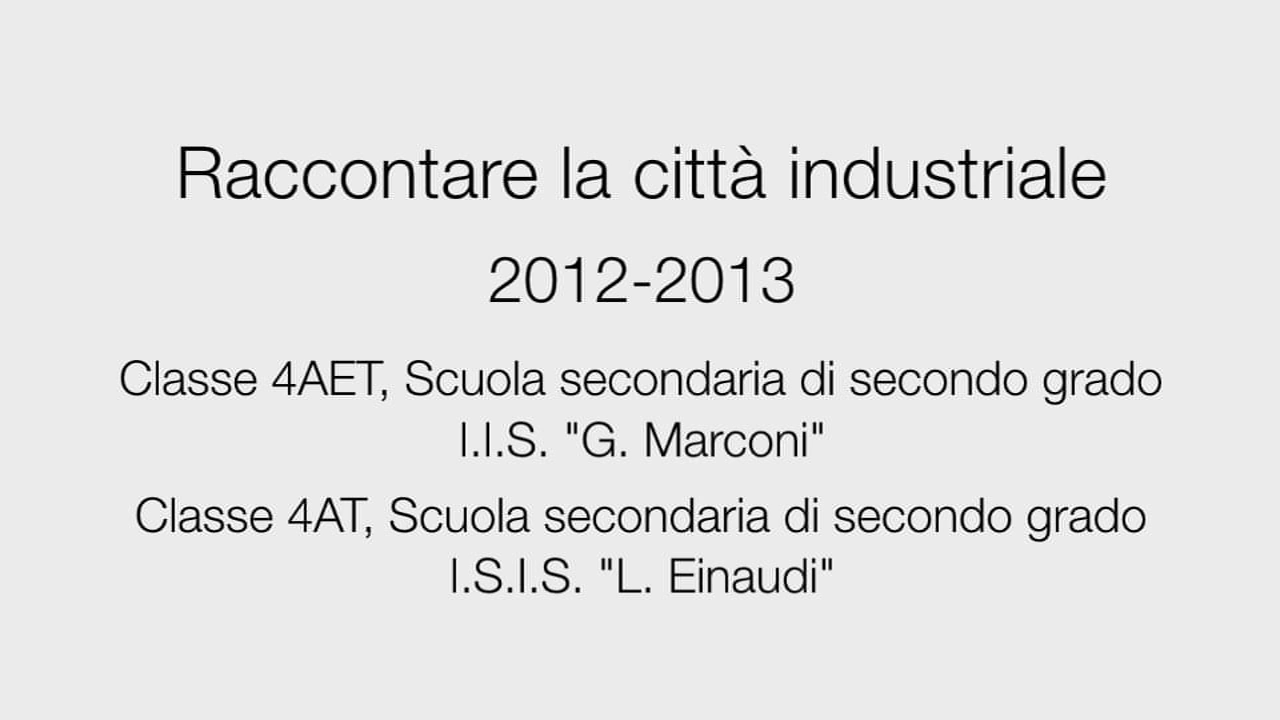 Raccontare la città industriale
2012-2013
Classe 4AET, Scuola secondaria di secondo grado
I.I.S. "G. Marconi"
Classe 4AT, Scuola secondaria di secondo grado
I.S.I.S. "L. Einaudi"